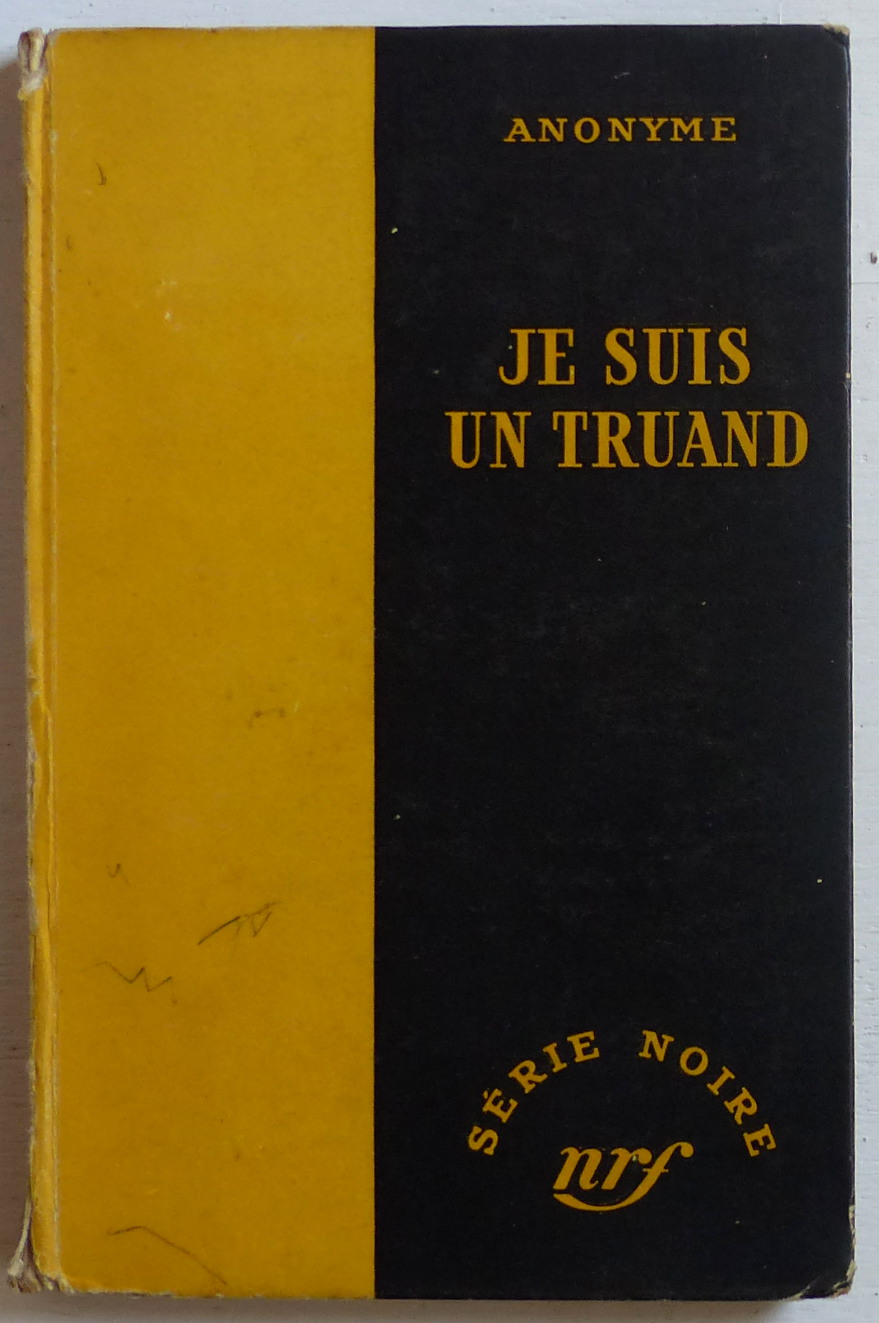 ANONYME
JE SUIS
UN TRUAND
SÉRIE NOIRE
nrf